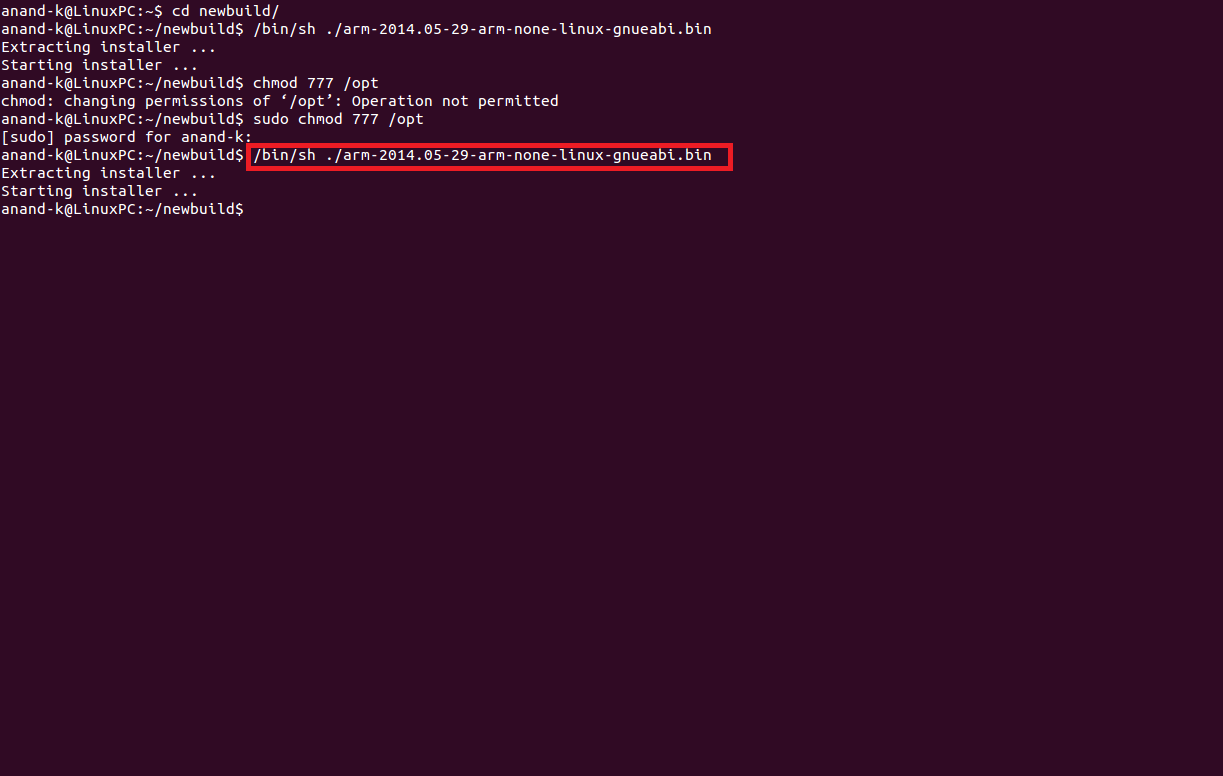 anand-k@LinuxPC:~$ cd newbuild/
anand-k@LinuxPC:~/newbuild$ /bin/sh ./arm-2014.05-29-arm-none-linux-gnueabi.bin
Extracting installer ...
Starting installer ...
anand-k@LinuxPC:~/newbuild$ chmod 777 /opt
chmod: changing permissions of ‘/opt’: Operation not permitted
anand-k@LinuxPC:~/newbuild$ sudo chmod 777 /opt
[sudo] password for anand-k:
anand-k@LinuxPC:~/newbuild$ /bin/sh ./arm-2014.05-29-arm-none-linux-gnueabi.bin
Extracting installer ...
Starting installer ...
anand-k@LinuxPC:~/newbuild$